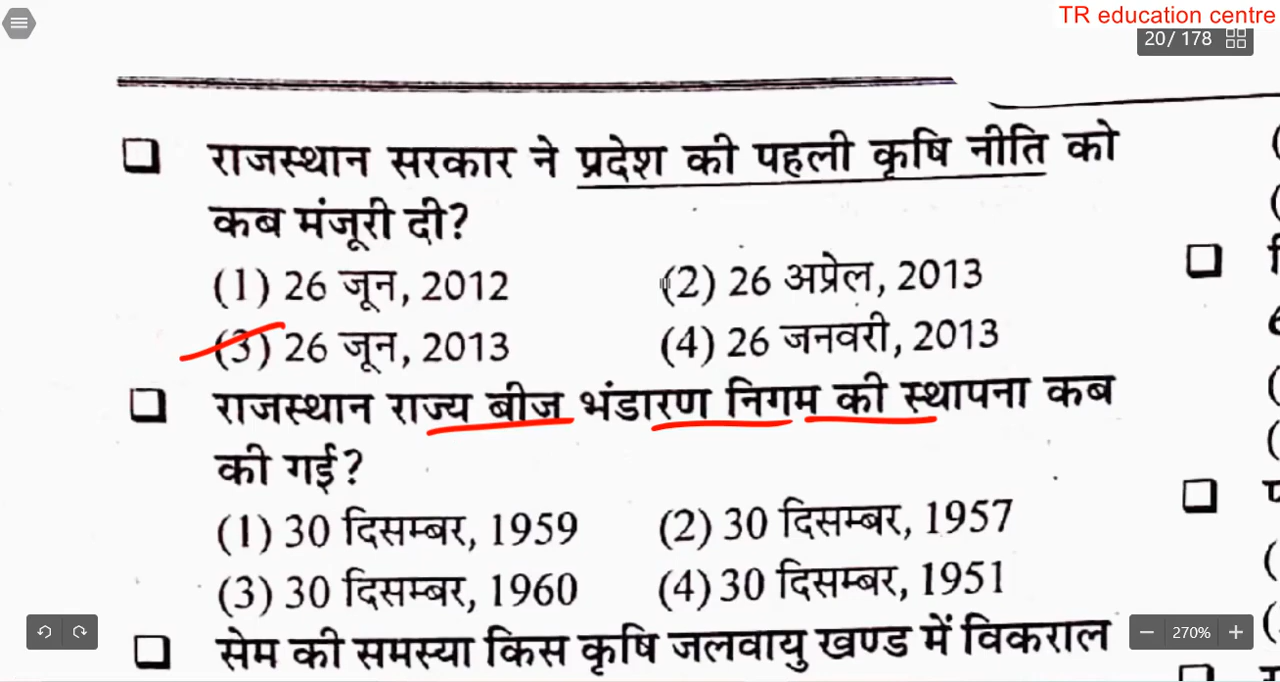 TR education centre
20 / 178
राजस्थान सरकार ने प्रदेश की पहली कृषि नीति को
कब मंजूरी दी?
(1) 26 जून, 2012 (2) 26 अप्रेल, 2013
(3) 26 जून, 2013 (4) 26 जनवरी, 2013
राजस्थान राज्य बीज भंडारण निगम की स्थापना कब
की गई?
(1) 30 दिसम्बर, 1959 (2) 30 दिसम्बर, 1957
(3) 30 दिसम्बर, 1960 (4) 30 दिसम्बर, 1951
270%
सेम की समस्या किस कृषि जलवायु खण्ड में विकराल